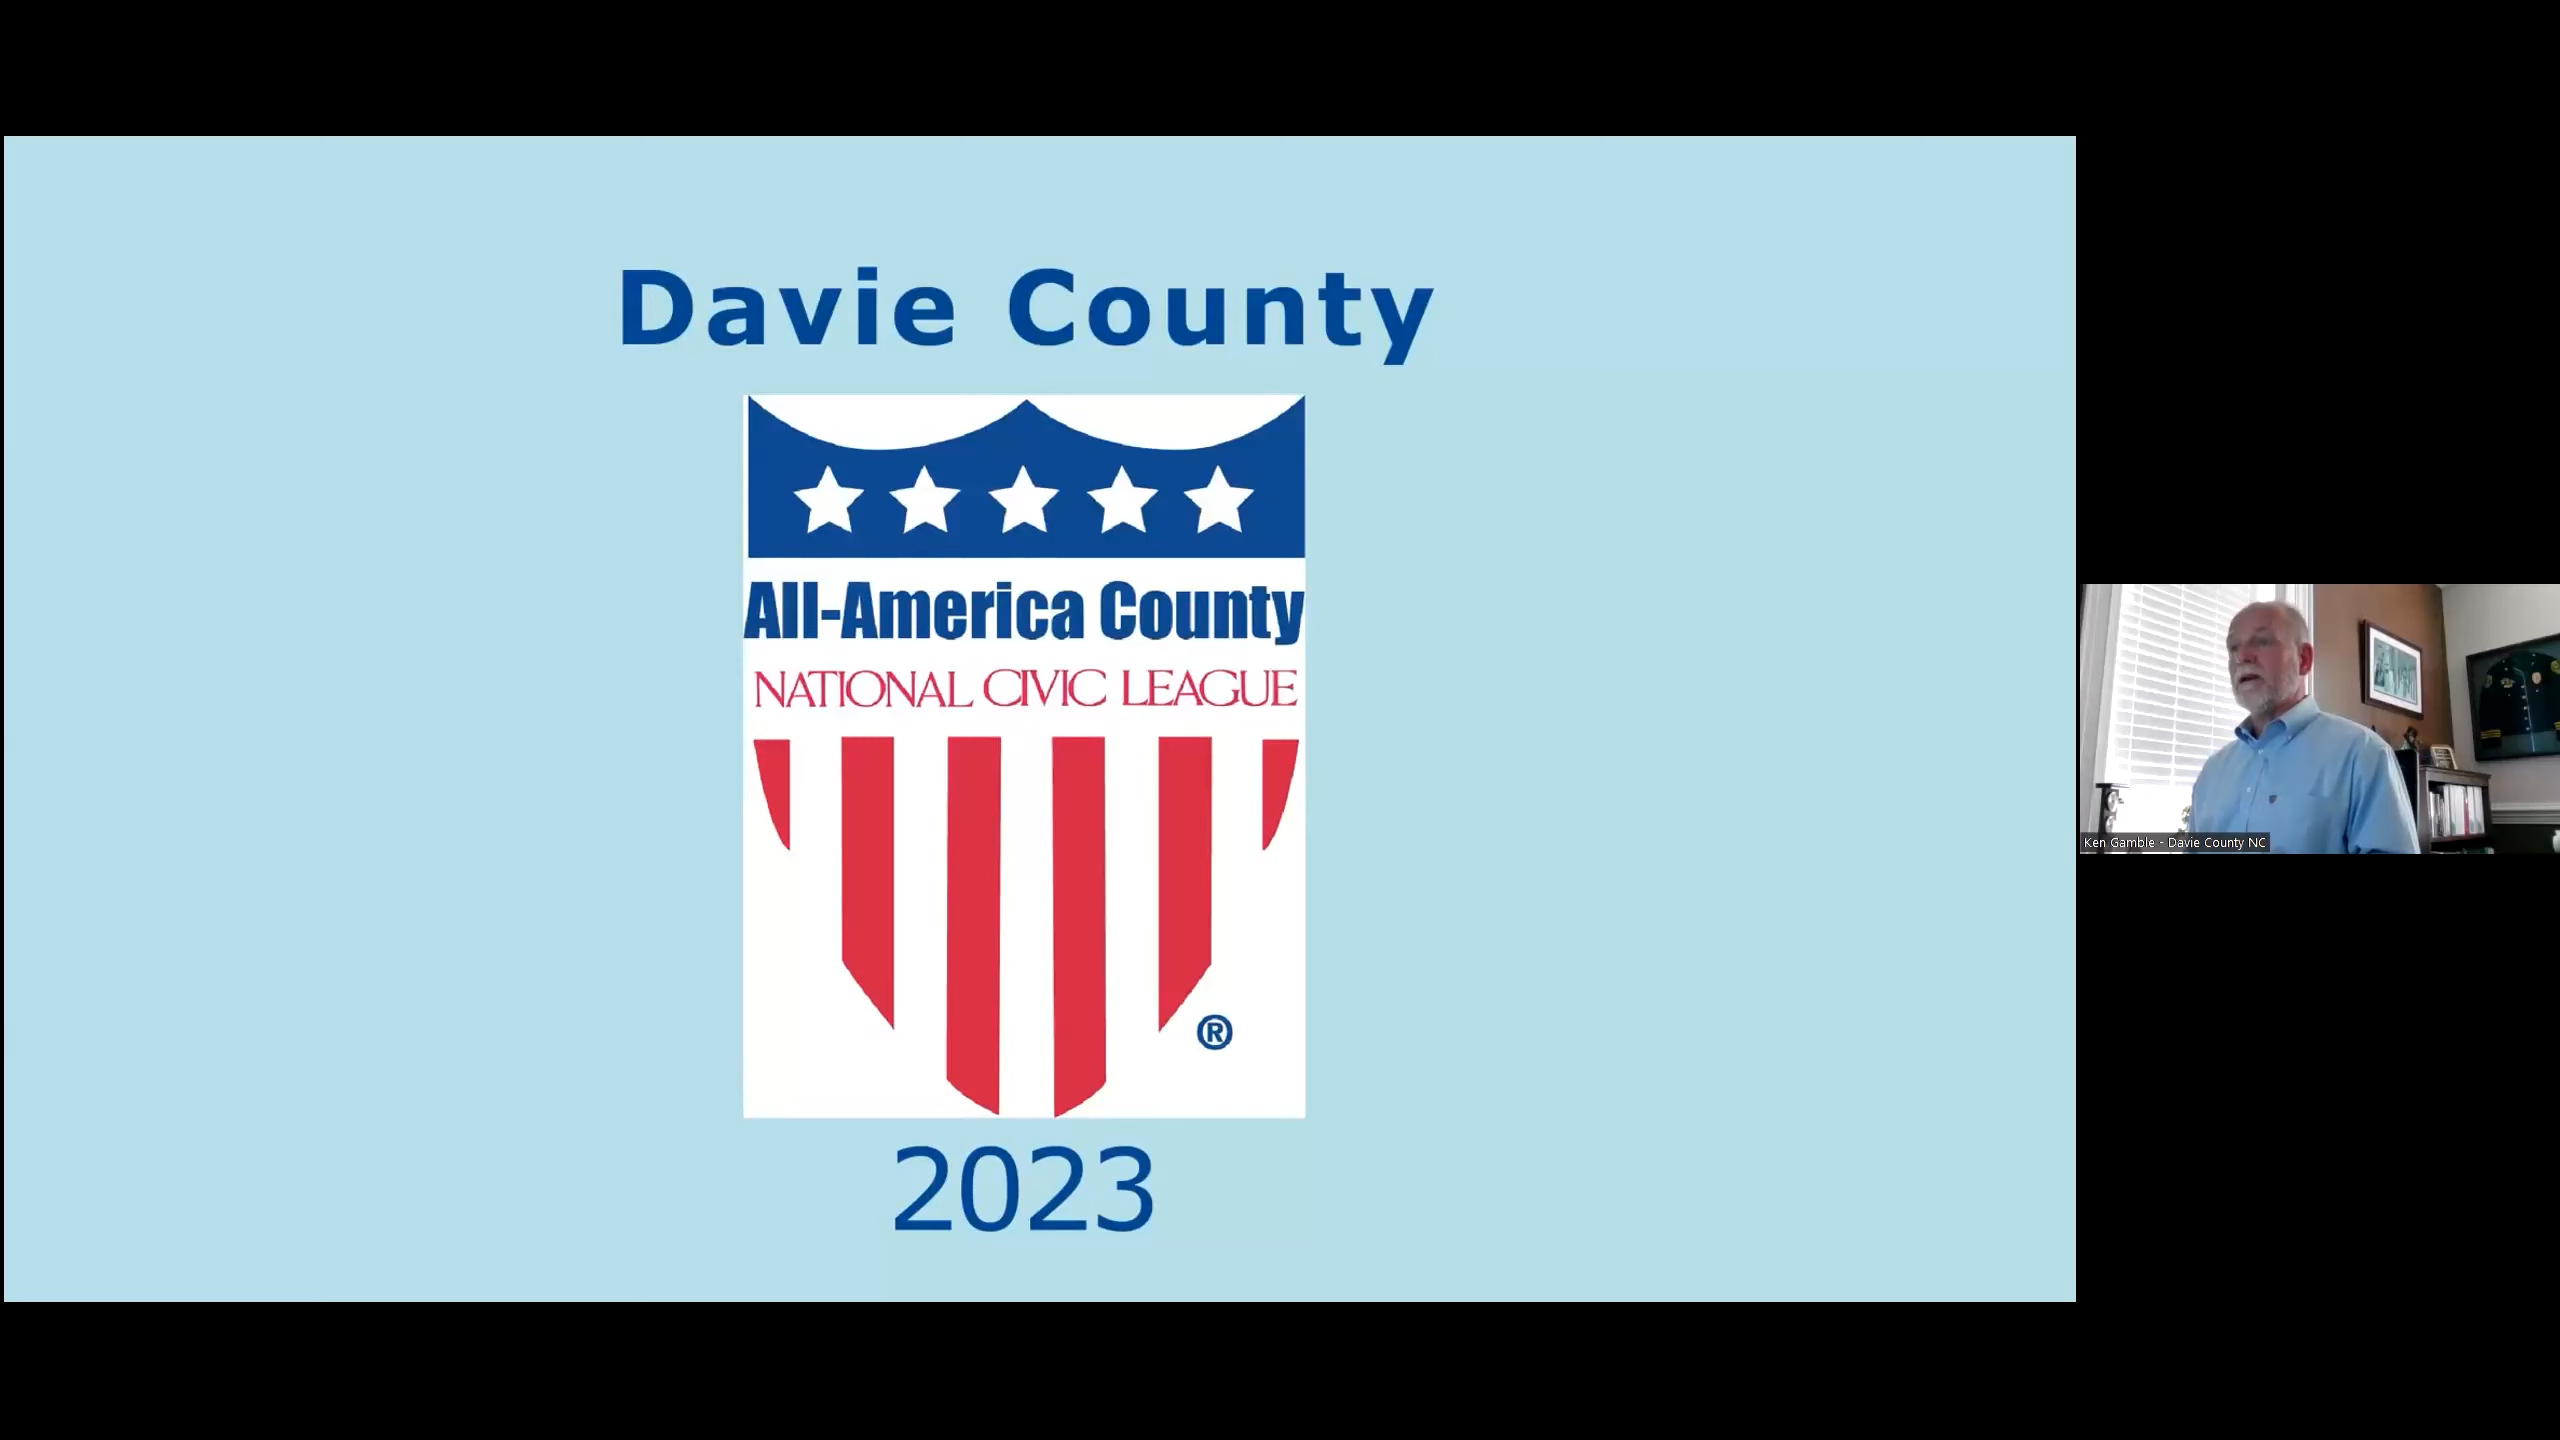 Davie County
All-America County
NATIONAL CIVIC LEAGUE
®
2023
Ken Gamble - Davie County NC